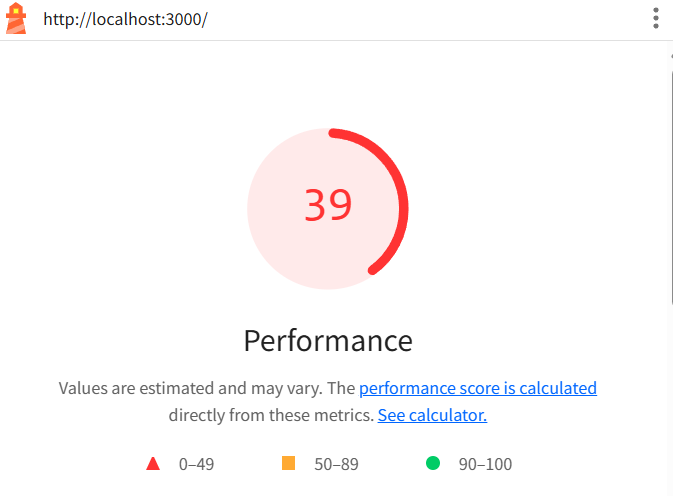 http://localhost:3000/
39
Performance
Values are estimated and may vary. The performance score is calculated
directly from these metrics. See calculator.
0–49 50–89 90–100